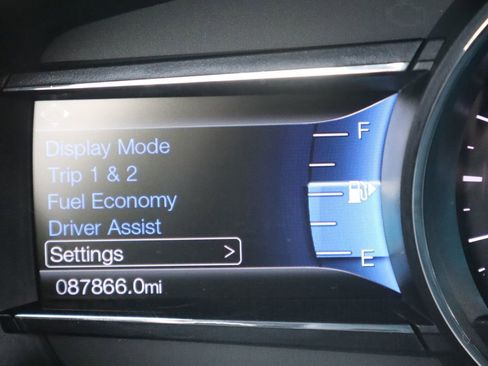 Display Mode
Trip 1 & 2
Fuel Economy
Driver Assist
Settings >
087866.0mi
F
E